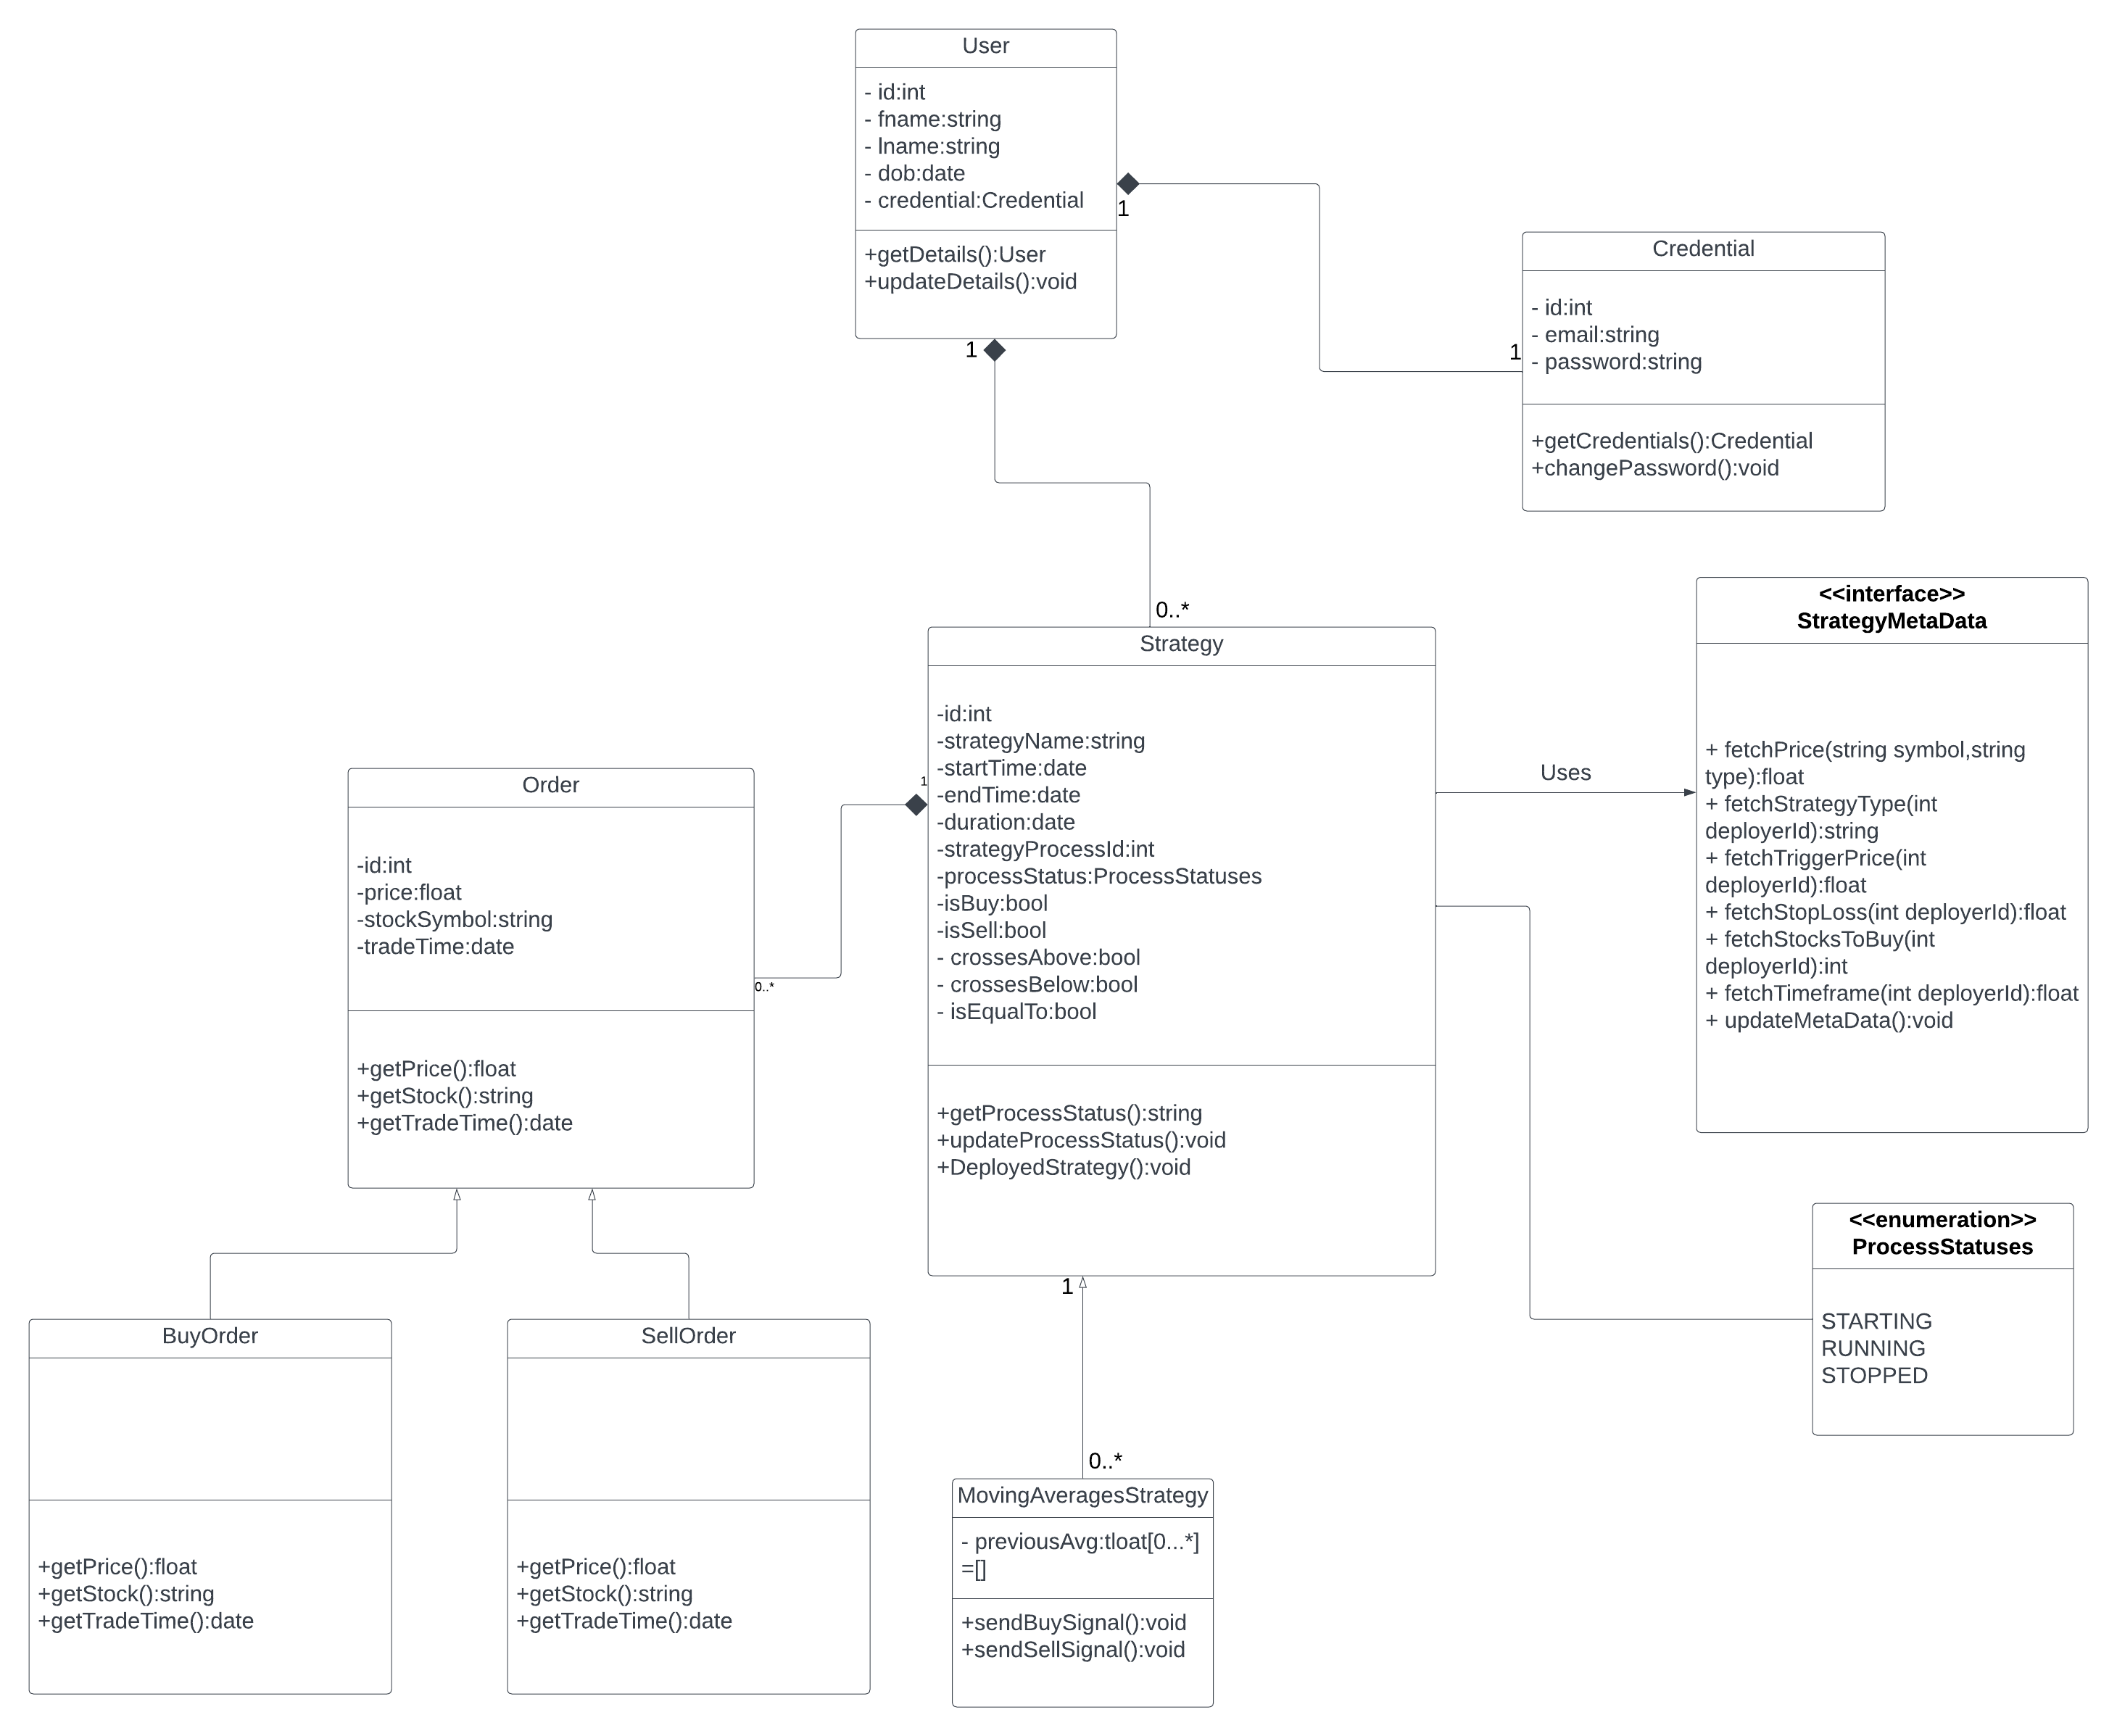 User
- id:int
- fname:string
- lname:string
- dob:date
- credential:Credential
+getDetails():User
+updateDetails():void
1
1
Credential
- id:int
- email:string
- password:string
+getCredentials():Credential
+changePassword():void
1
0..*
Strategy
-id:int
-strategyName:string
-startTime:date
-endTime:date
-duration:date
-strategyProcessId:int
-processStatus:ProcessStatuses
-isBuy:bool
-isSell:bool
- crossesAbove:bool
- crossesBelow:bool
- isEqualTo:bool
+getProcessStatus():string
+updateProcessStatus():void
+DeployedStrategy():void
Uses
<<interface>>
StrategyMetaData
+ fetchPrice(string symbol,string
type):float
+ fetchStrategyType(int
deployerId):string
+ fetchTriggerPrice(int
deployerId):float
+ fetchStopLoss(int deployerId):float
+ fetchStocksToBuy(int
deployerId):int
+ fetchTimeframe(int deployerId):float
+ updateMetaData():void
1
0..*
Order
-id:int
-price:float
-stockSymbol:string
-tradeTime:date
+getPrice():float
+getStock():string
+getTradeTime():date
<<enumeration>>
ProcessStatuses
STARTING
RUNNING
STOPPED
BuyOrder
+getPrice():float
+getStock():string
+getTradeTime():date
SellOrder
+getPrice():float
+getStock():string
+getTradeTime():date
1
0..*
MovingAveragesStrategy
- previousAvg:tloat[0...*]
=[]
+sendBuySignal():void
+sendSellSignal():void